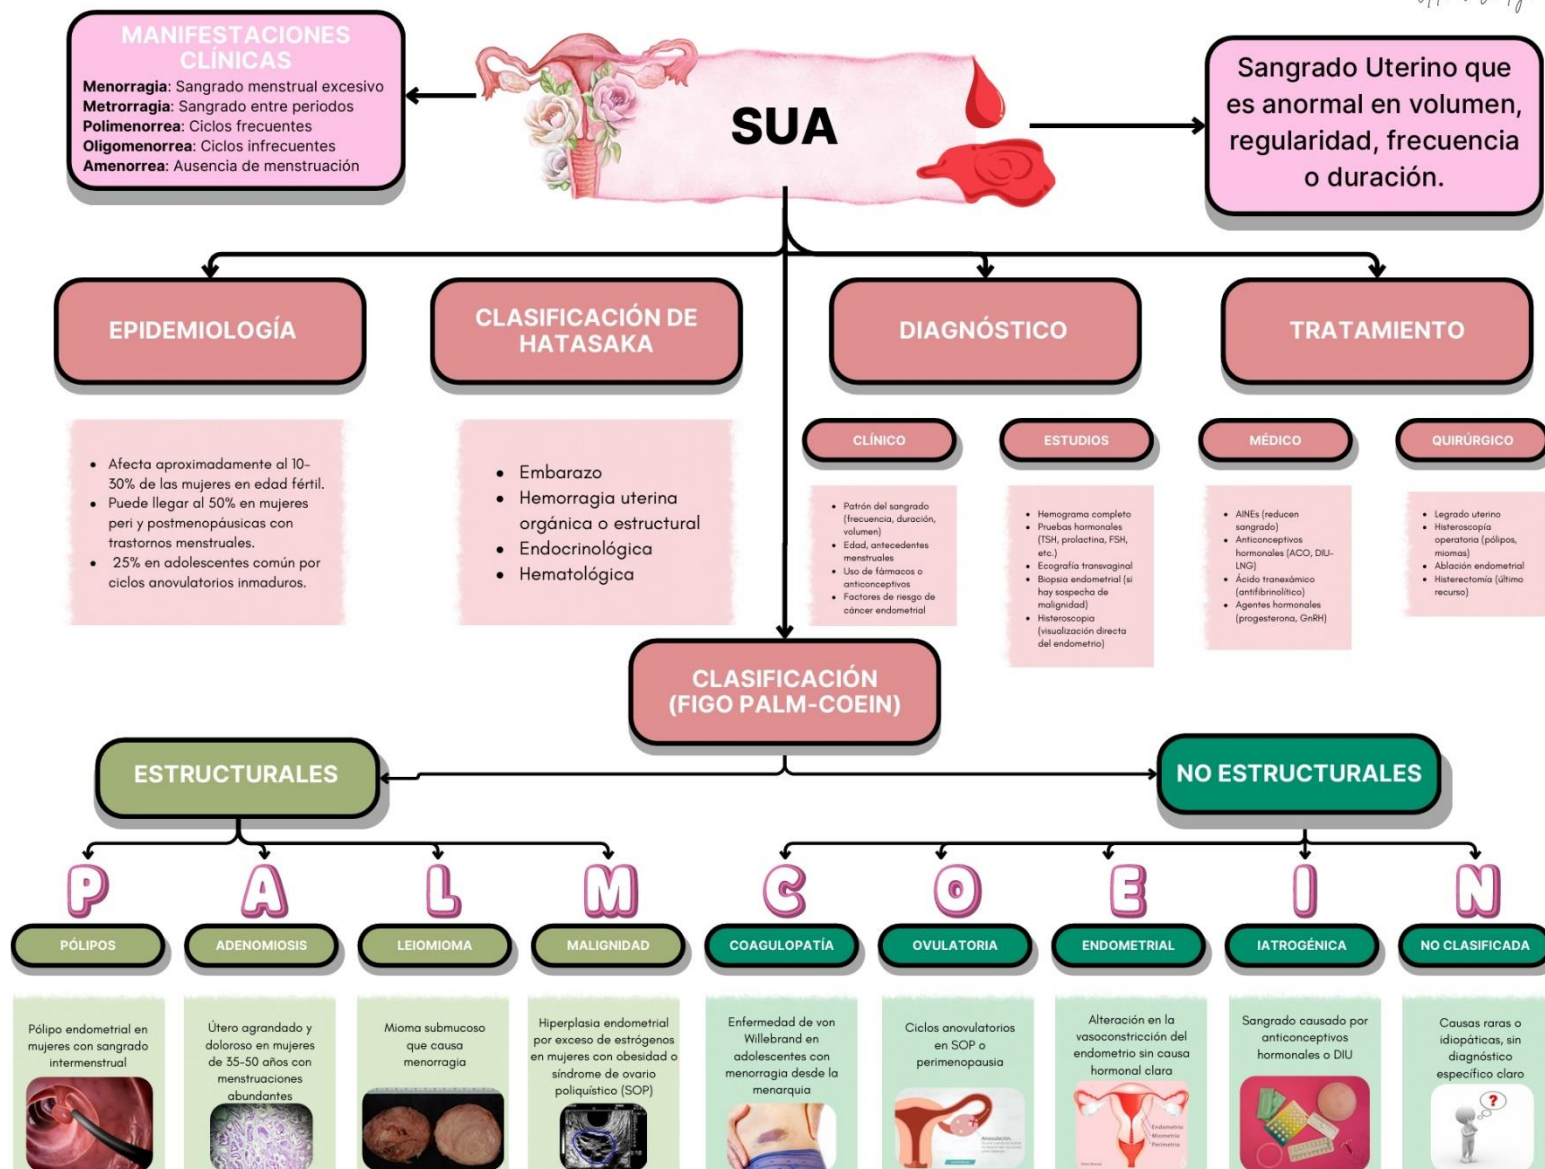 MANIFESTACIONES
CLÍNICAS
Menorragia: Sangrado menstrual excesivo
Metrorragia: Sangrado entre periodos
Polimenorrea: Ciclos frecuentes
Oligomenorrea: Ciclos infrecuentes
Amenorrea: Ausencia de menstruación
SUA
Sangrado Uterino que
es anormal en volumen,
regularidad, frecuencia
o duración.
EPIDEMIOLOGÍA
• Afecta aproximadamente al 10-
30% de las mujeres en edad fértil.
• Puede llegar al 50% en mujeres
peri y postmenopáusicas con
trastornos menstruales.
• 25% en adolescentes común por
ciclos anovulatorios inmaduros.
CLASIFICACIÓN DE
HATASAKA
• Embarazo
• Hemorragia uterina
orgánica o estructural
• Endocrinológica
• Hematológica
DIAGNÓSTICO
CLÍNICO
• Patrón del sangrado
(frecuencia, duración,
volumen)
• Edad, antecedentes
menstruales
• Uso de fármacos o
anticonceptivos
• Factores de riesgo de
cáncer endometrial
ESTUDIOS
• Hemograma completo
• Pruebas hormonales
(TSH, prolactina, FSH,
etc.)
• Ecografía transvaginal
• Biopsia endometrial (si
hay sospecha de
malignidad)
• Histeroscopia
(visualización directa
del endometrio)
TRATAMIENTO
MÉDICO
• AINEs (reducen
sangrado)
• Anticonceptivos
hormonales (ACO, DIU-
LNG)
• Ácido tranexámico
(antifibrinolítico)
• Agentes hormonales
(progesterona, GnRH)
QUIRÚRGICO
• Legrado uterino
• Histeroscopía
operatoria (pólipos,
miomas)
• Ablación endometrial
• Histerectomía (último
recurso)
CLASIFICACIÓN
(FIGO PALM-COEIN)
ESTRUCTURALES
P
PÓLIPOS
Pólipo endometrial en
mujeres con sangrado
intermenstrual
A
ADENOMIOSIS
Útero agrandado y
doloroso en mujeres
de 35-50 años con
menstruaciones
abundantes
L
LEIOMIOMA
Mioma submucoso
que causa
menorragia
M
MALIGNIDAD
Hiperplasia endometrial
por exceso de estrógenos
en mujeres con obesidad o
síndrome de ovario
poliquístico (SOP)
NO ESTRUCTURALES
C
COAGULOPATÍA
Enfermedad de von
Willebrand en
adolescentes con
menorragia desde la
menarquia
O
OVULATORIA
Ciclos anovulatorios
en SOP o
perimenopausia
Anovulación.
E
ENDOMETRIAL
Alteración en la
vasoconstricción del
endometrio sin causa
hormonal clara
Endometrio
Miometrio
Perimetrio
I
IATROGÉNICA
Sangrado causado por
anticonceptivos
hormonales o DIU
N
NO CLASIFICADA
Causas raras o
idiopáticas, sin
diagnóstico
específico claro
?